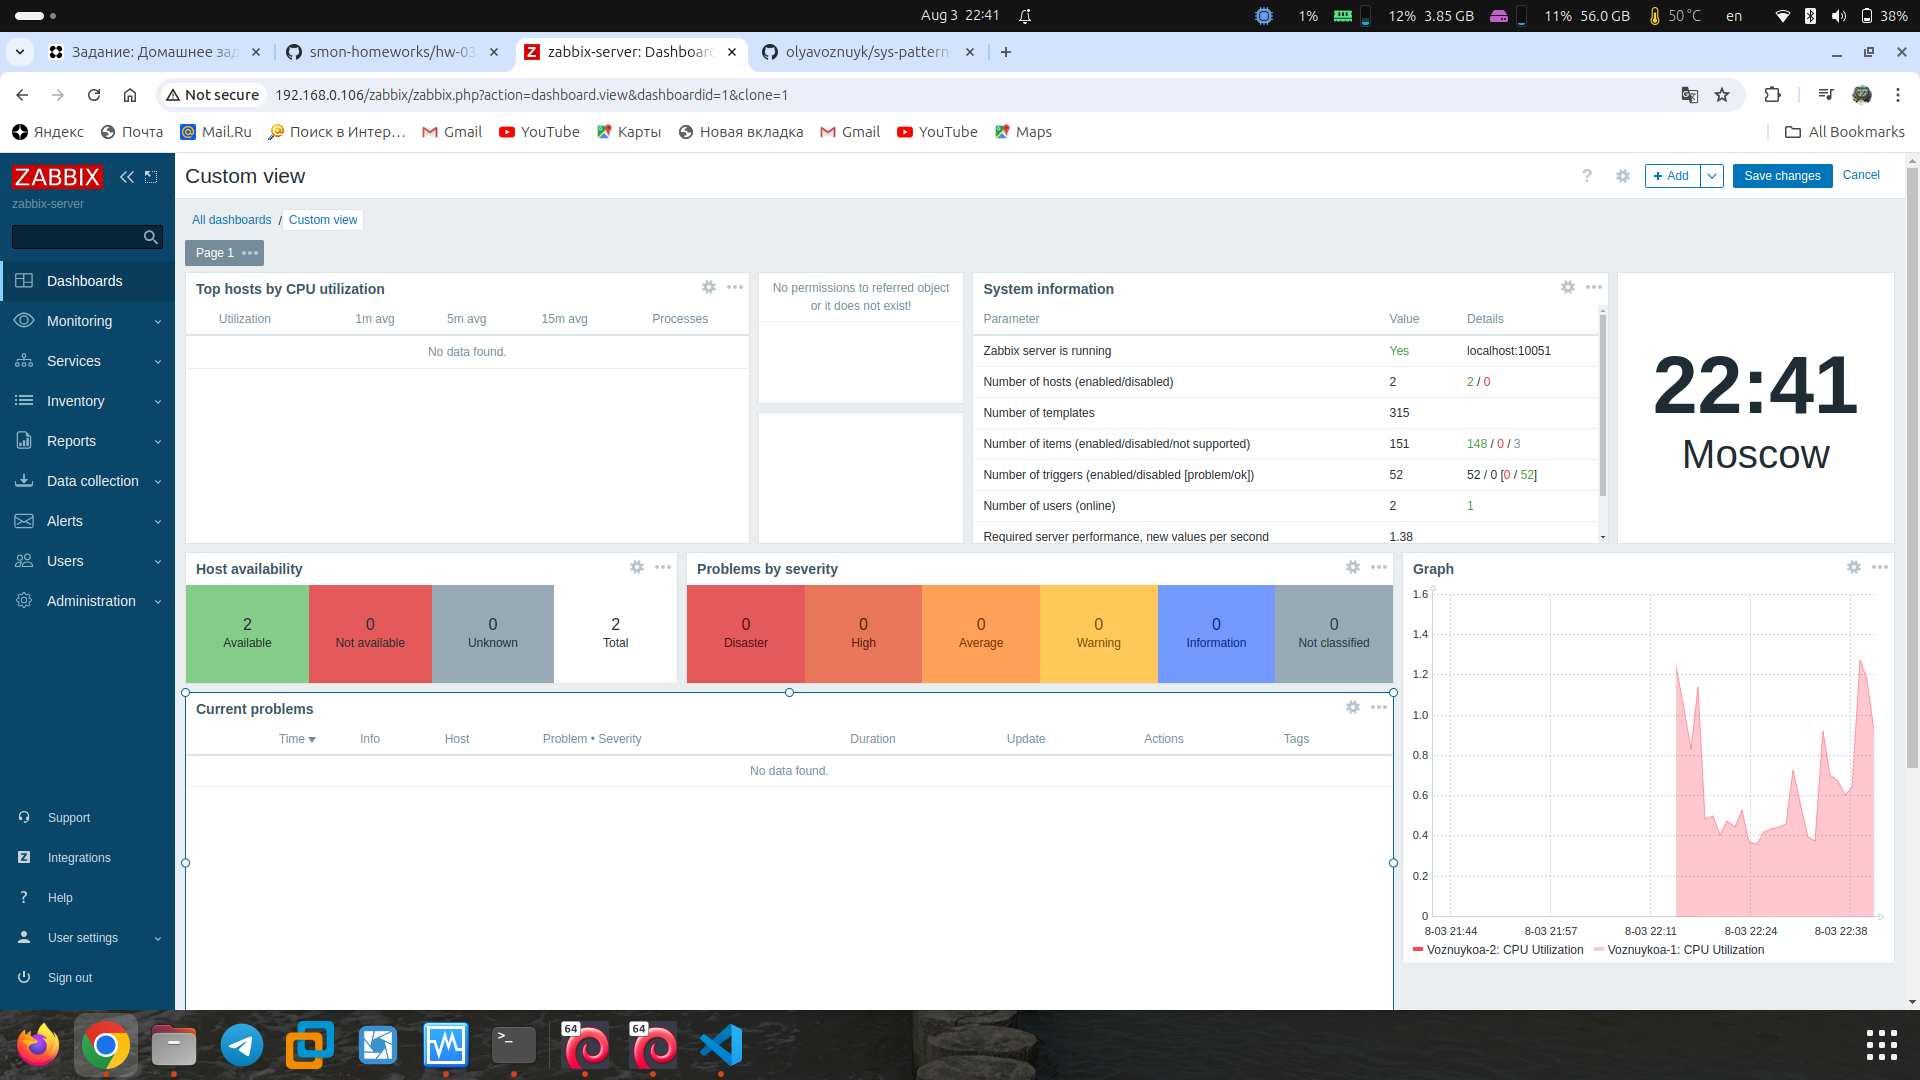 Aug 3 22:41
1% 12% 3.85 GB 11% 56.0 GB 50°C en 38%
Задание: Домашнее зад
smon-homeworks/hw-03
zabbix-server: Dashboard
olyavoznuyk/sys-pattern
Not secure
192.168.0.106/zabbix/zabbix.php?action=dashboard.view&dashboardid=1&clone=1
Яндекс Почта Mail.Ru Поиск в Интер… Gmail YouTube Карты Новая вкладка Gmail YouTube Maps All Bookmarks
ZABBIX
zabbix-server
Dashboards
Monitoring
Services
Inventory
Reports
Data collection
Alerts
Users
Administration
Support
Integrations
Help
User settings
Sign out
Custom view
? Add Save changes Cancel
All dashboards / Custom view
Page 1
Top hosts by CPU utilization
Utilization 1m avg 5m avg 15m avg Processes
No data found.
No permissions to referred object
or it does not exist!
System information
Parameter Value Details
Zabbix server is running Yes localhost:10051
Number of hosts (enabled/disabled) 2 2 / 0
Number of templates 315
Number of items (enabled/disabled/not supported) 151 148 / 0 / 3
Number of triggers (enabled/disabled [problem/ok]) 52 52 / 0 [0 / 52]
Number of users (online) 2 1
Required server performance, new values per second 1.38
22:41
Moscow
Host availability
2 Available
0 Not available
0 Unknown
2 Total
Problems by severity
0 Disaster
0 High
0 Average
0 Warning
0 Information
0 Not classified
Graph
1.6
1.4
1.2
1.0
0.8
0.6
0.4
0.2
0
8-03 21:44 8-03 21:57 8-03 22:11 8-03 22:24 8-03 22:38
Voznuykoa-2: CPU Utilization Voznuykoa-1: CPU Utilization
Current problems
Time Info Host Problem • Severity Duration Update Actions Tags
No data found.
64 64